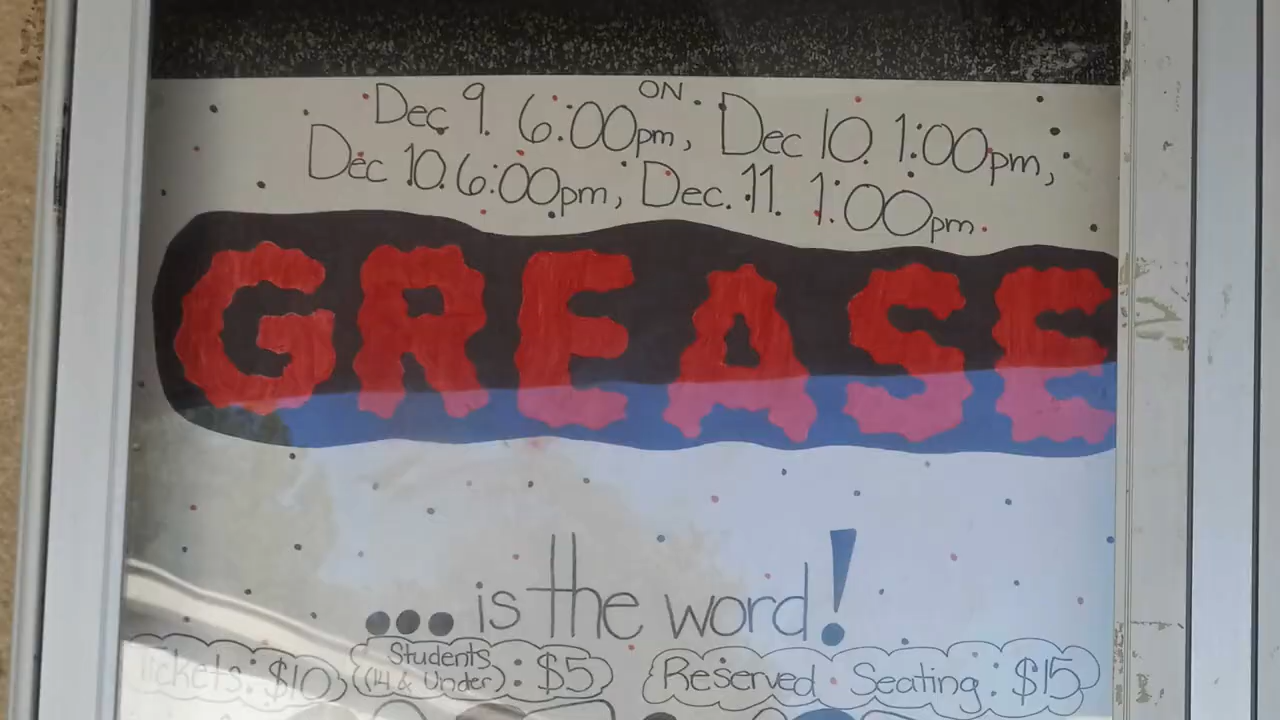 ON
Dec 9. 6:00pm, Dec 10. 1:00pm,
Dec 10. 6:00pm, Dec. 11. 1:00pm.
GREASE
... is the word!
Tickets: $10 Students (14 & Under): $5 Reserved Seating: $15